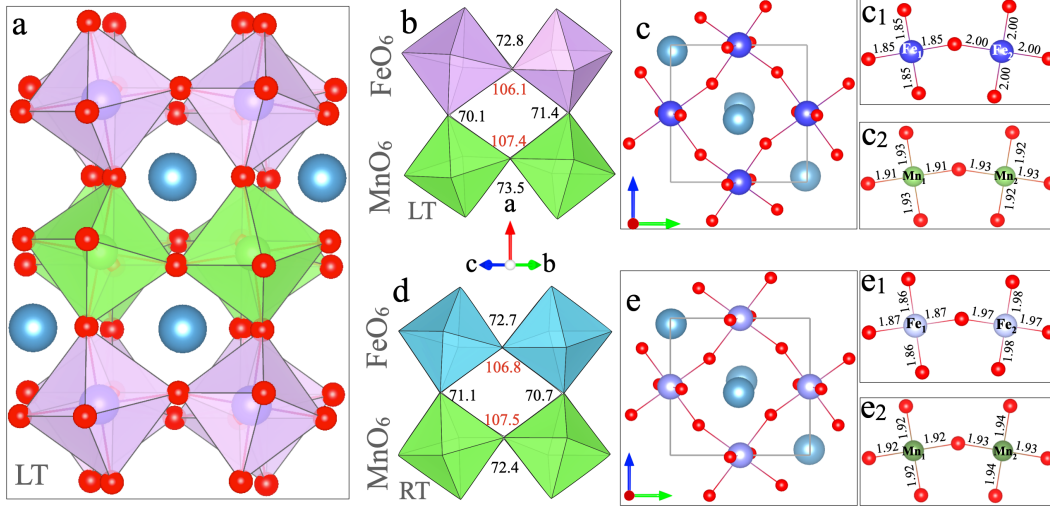 a
LT
b
FeO6
MnO6
72.8
106.1
70.1
71.4
107.4
73.5
LT
a
c
b
d
FeO6
MnO6
72.7
106.8
71.1
70.7
107.5
72.4
RT
c
c1
1.85
2.00
1.85
Fe1
1.85
2.00
Fe2
2.00
1.85
2.00
c2
1.93
1.92
1.91
Mn1
1.91
1.93
Mn2
1.93
1.93
1.92
e
e1
1.86
1.98
1.87
Fe1
1.87
1.97
Fe2
1.97
1.86
1.98
e2
1.92
1.94
1.92
Mn1
1.92
1.93
Mn2
1.93
1.92
1.94